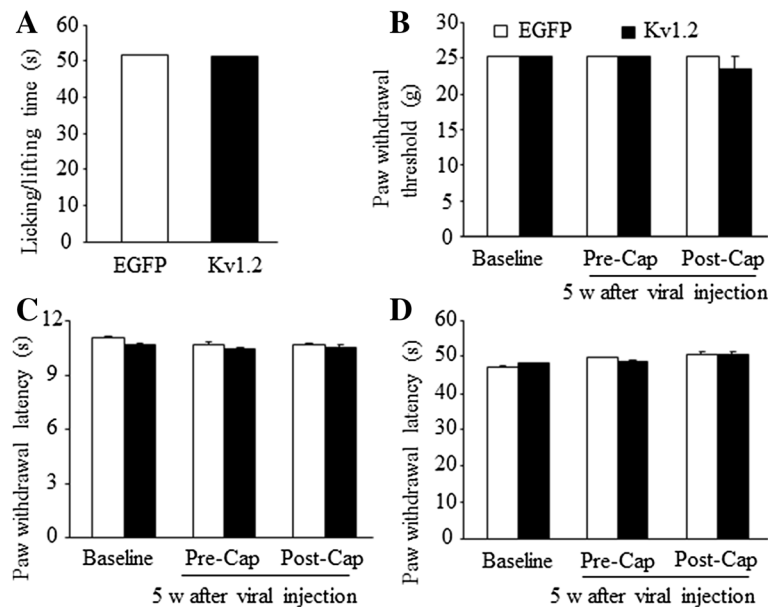 A
Licking/lifting time (s)
60
50
40
30
20
10
0
EGFP Kv1.2
B
EGFP Kv1.2
Paw withdrawal
threshold (g)
30
25
20
15
10
5
0
Baseline Pre-Cap Post-Cap
5 w after viral injection
C
Paw withdrawal latency (s)
12
9
6
3
0
Baseline Pre-Cap Post-Cap
5 w after viral injection
D
Paw withdrawal latency (s)
60
50
40
30
20
10
0
Baseline Pre-Cap Post-Cap
5 w after viral injection